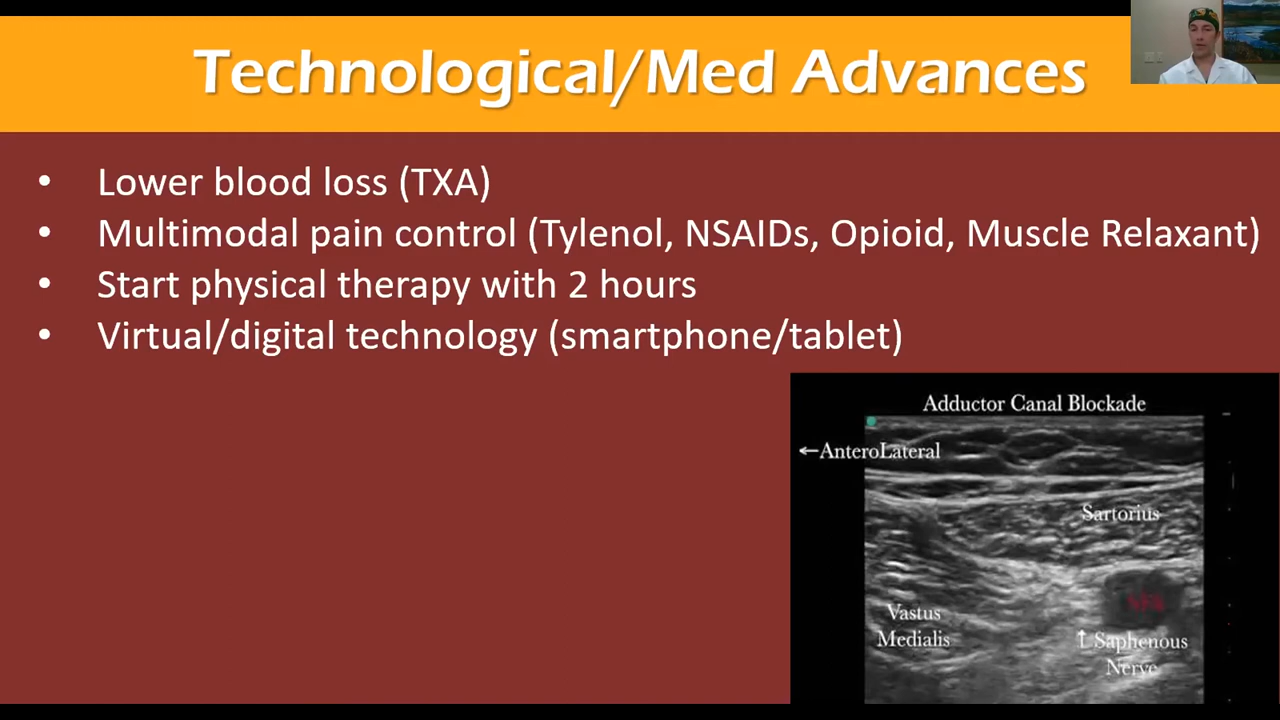 Technological/Med Advances
• Lower blood loss (TXA)
• Multimodal pain control (Tylenol, NSAIDs, Opioid, Muscle Relaxant)
• Start physical therapy with 2 hours
• Virtual/digital technology (smartphone/tablet)
Adductor Canal Blockade
←AnteroLateral
Sartorius
Vastus
Medialis
↑Saphenous
Nerve